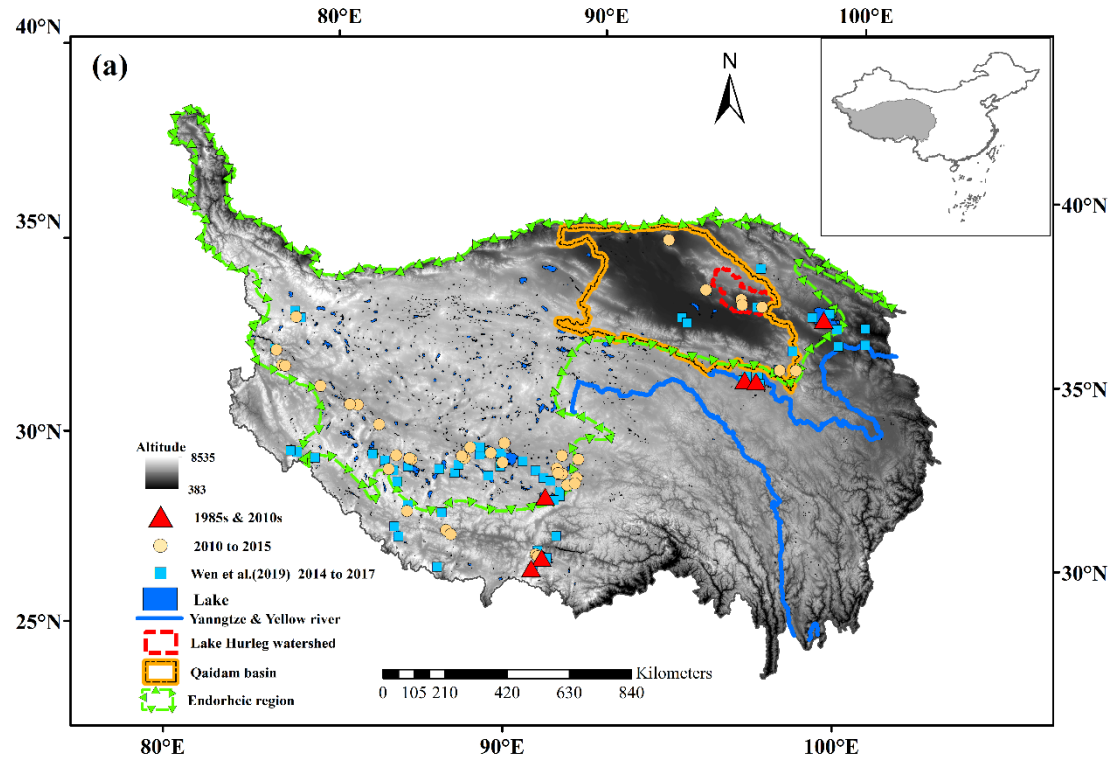 80°E 90°E 100°E
40°N
(a)
N
35°N
40°N
30°N
35°N
25°N
30°N
Altitude
8535
383
1985s & 2010s
2010 to 2015
Wen et al.(2019) 2014 to 2017
Lake
Yanngtze & Yellow river
Lake Hurleg watershed
Qaidam basin
Endorheic region
Kilometers
0 105 210 420 630 840
80°E 90°E 100°E